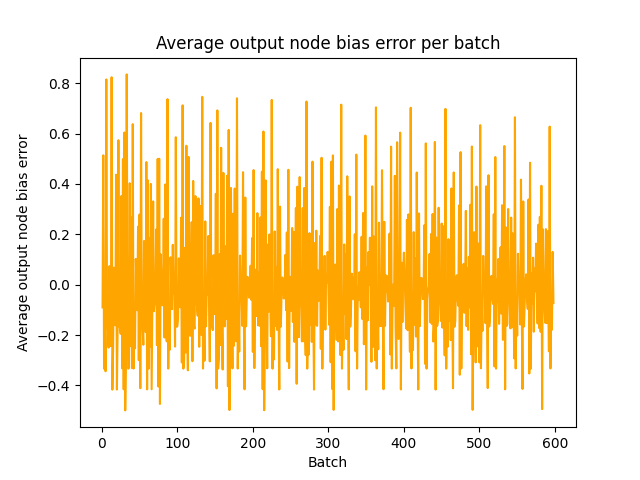 Average output node bias error per batch
Average output node bias error
0.8
0.6
0.4
0.2
0.0
−0.2
−0.4
0 100 200 300 400 500 600
Batch